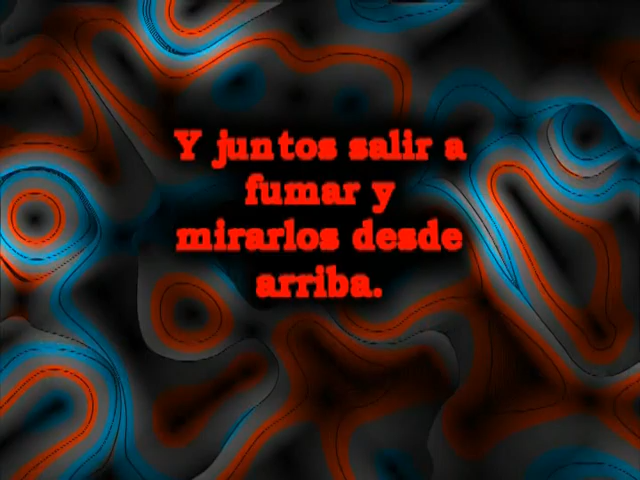 Y juntos salir a
fumar y
mirarlos desde
arriba.